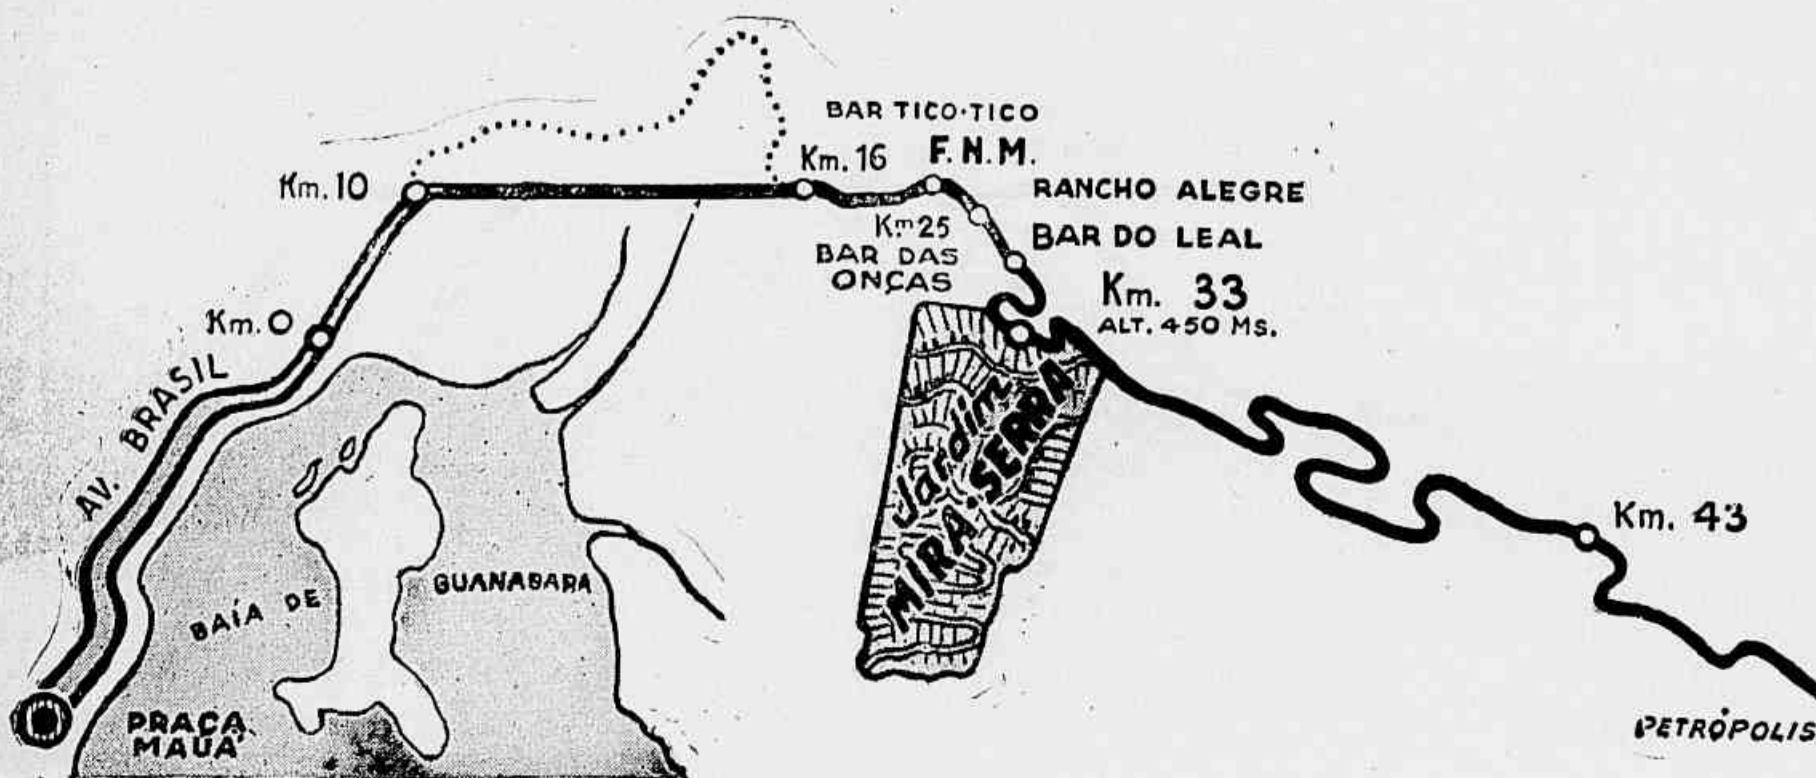 BAR TICO·TICO
Km. 16
F. N. M.
Km. 10
RANCHO ALEGRE
Km 25
BAR DAS
ONÇAS
BAR DO LEAL
Km. 33
ALT. 450 Ms.
Km. 0
AV. BRASIL
Jardim
MIRA·SERRA
Km. 43
BAÍA DE GUANABARA
PRAÇA
MAUÁ
PETRÓPOLIS